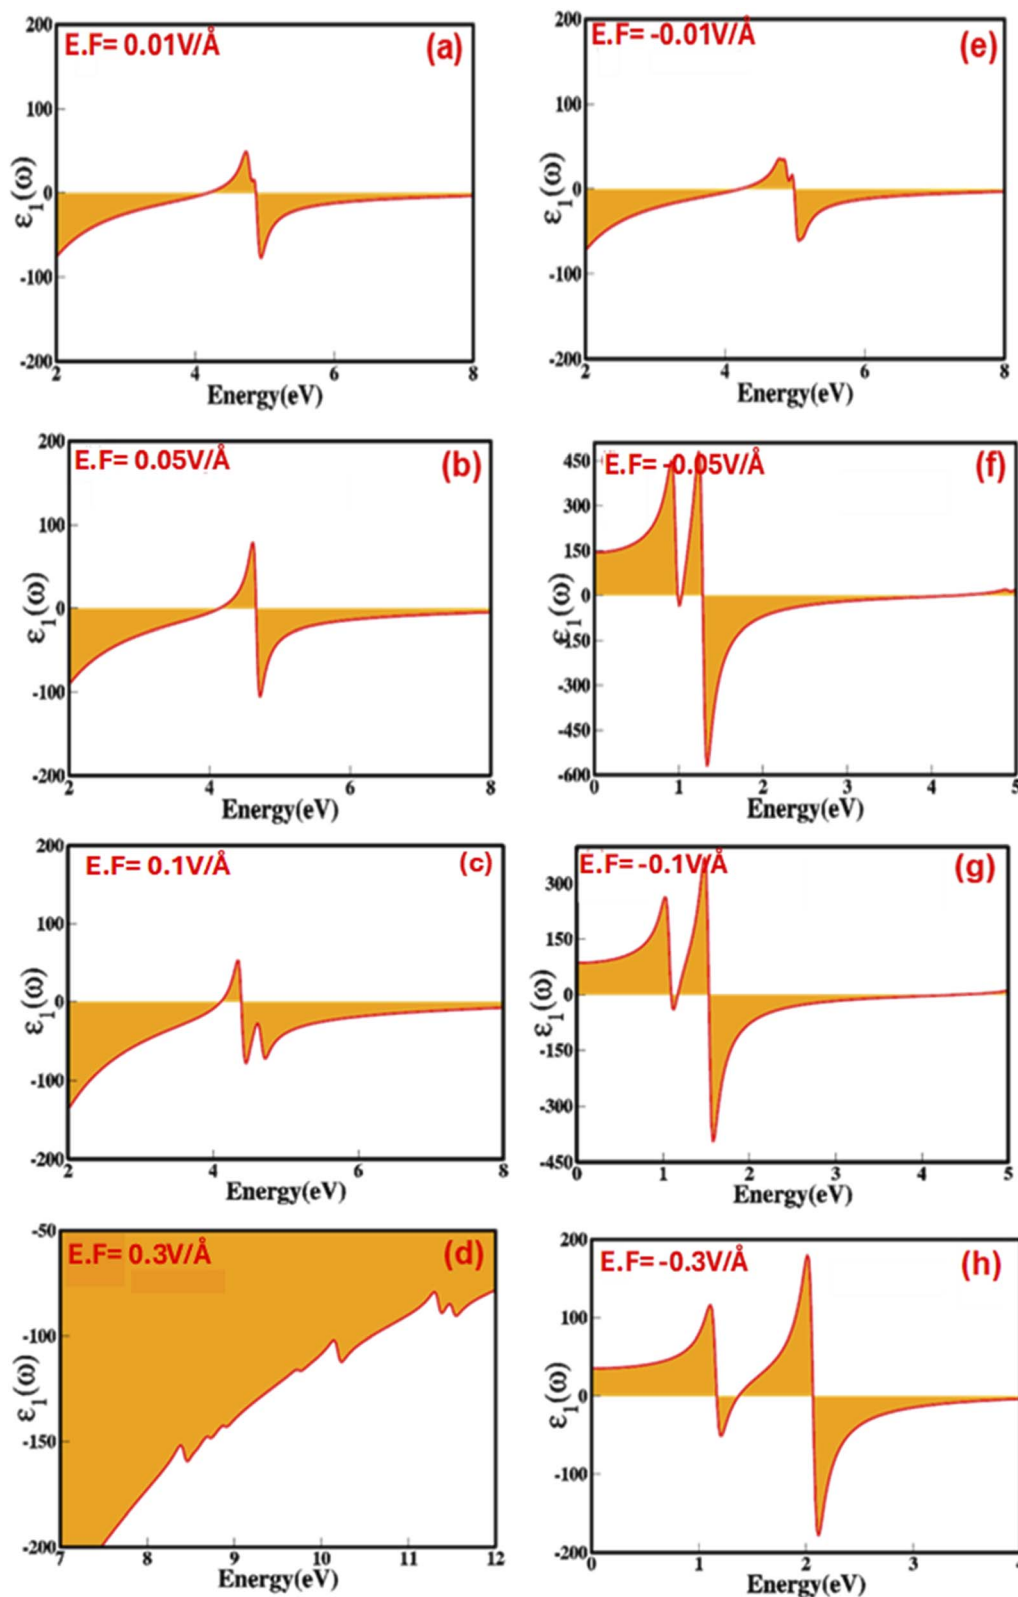 E.F= 0.01V/Å
(a)
200
100
0
-100
-200
ε1(ω)
2
4
6
8
Energy(eV)
E.F= -0.01V/Å
(e)
200
100
0
-100
-200
ε1(ω)
2
4
6
8
Energy(eV)
E.F= 0.05V/Å
(b)
200
100
0
-100
-200
ε1(ω)
2
4
6
8
Energy(eV)
E.F= -0.05V/Å
(f)
450
300
150
0
-150
-300
-450
-600
ε1(ω)
0
1
2
3
4
5
Energy(eV)
E.F= 0.1V/Å
(c)
200
100
0
-100
-200
ε1(ω)
2
4
6
8
Energy(eV)
E.F= -0.1V/Å
(g)
300
150
0
-150
-300
-450
ε1(ω)
0
1
2
3
4
5
Energy(eV)
E.F= 0.3V/Å
(d)
-50
-100
-150
-200
ε1(ω)
7
8
9
10
11
12
Energy(eV)
E.F= -0.3V/Å
(h)
200
100
0
-100
-200
ε1(ω)
0
1
2
3
4
Energy(eV)